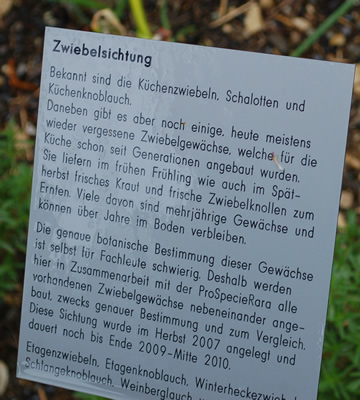 Zwiebelsichtung
Bekannt sind die Küchenzwiebeln, Schalotten und
Küchenknoblauch.
Daneben gibt es aber noch einige, heute meistens
wieder vergessene Zwiebelgewächse, welche für die
Küche schon seit Generationen angebaut wurden.
Sie liefern im frühen Frühling wie auch im Spät-
herbst frisches Kraut und frische Zwiebelknollen zum
Ernten. Viele davon sind mehrjährige Gewächse und
können über Jahre im Boden verbleiben.
Die genaue botanische Bestimmung dieser Gewächse
ist selbst für Fachleute schwierig. Deshalb werden
hier in Zusammenarbeit mit der ProSpecieRara alle
vorhandenen Zwiebelgewächse nebeneinander ange-
baut, zwecks genauer Bestimmung und zum Vergleich.
Diese Sichtung wurde im Herbst 2007 angelegt und
dauert noch bis Ende 2009-Mitte 2010.
Etagenzwiebeln, Etagenknoblauch,
Schlangenknoblauch, Weinberglauch